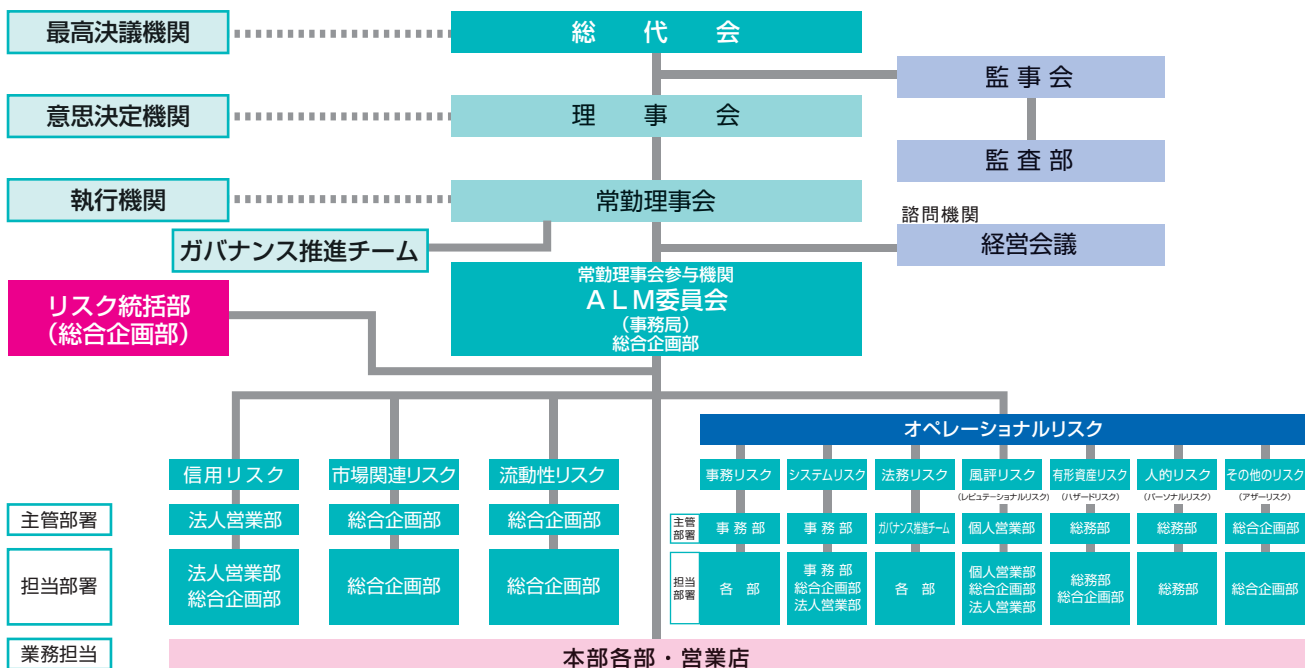 最高決議機関
総代会
監事会
意思決定機関
理事会
監査部
執行機関
常勤理事会
諮問機関
経営会議
ガバナンス推進チーム
常勤理事会参与機関
ALM委員会
(事務局)
総合企画部
リスク統括部
(総合企画部)
オペレーショナルリスク
信用リスク
市場関連リスク
流動性リスク
事務リスク
システムリスク
法務リスク
風評リスク
(レピュテーショナルリスク)
有形資産リスク
(ハザードリスク)
人的リスク
(パーソナルリスク)
その他のリスク
(アザーリスク)
主管部署
法人営業部
総合企画部
総合企画部
主管
部署
事務部
事務部
ガバナンス推進チーム
個人営業部
総務部
総務部
総合企画部
担当部署
法人営業部
総合企画部
総合企画部
総合企画部
担当
部署
各部
事務部
総合企画部
法人営業部
各部
個人営業部
総合企画部
法人営業部
総務部
総合企画部
総務部
総合企画部
業務担当
本部各部・営業店